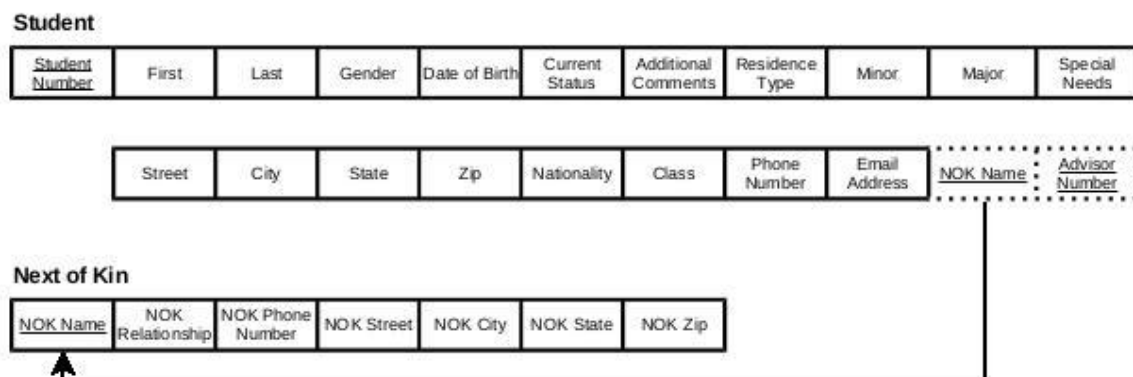 Student
Student Number First Last Gender Date of Birth Current Status Additional Comments Residence Type Minor Major Special Needs
Street City State Zip Nationality Class Phone Number Email Address NOK Name Advisor Number
Next of Kin
NOK Name NOK Relationship NOK Phone Number NOK Street NOK City NOK State NOK Zip